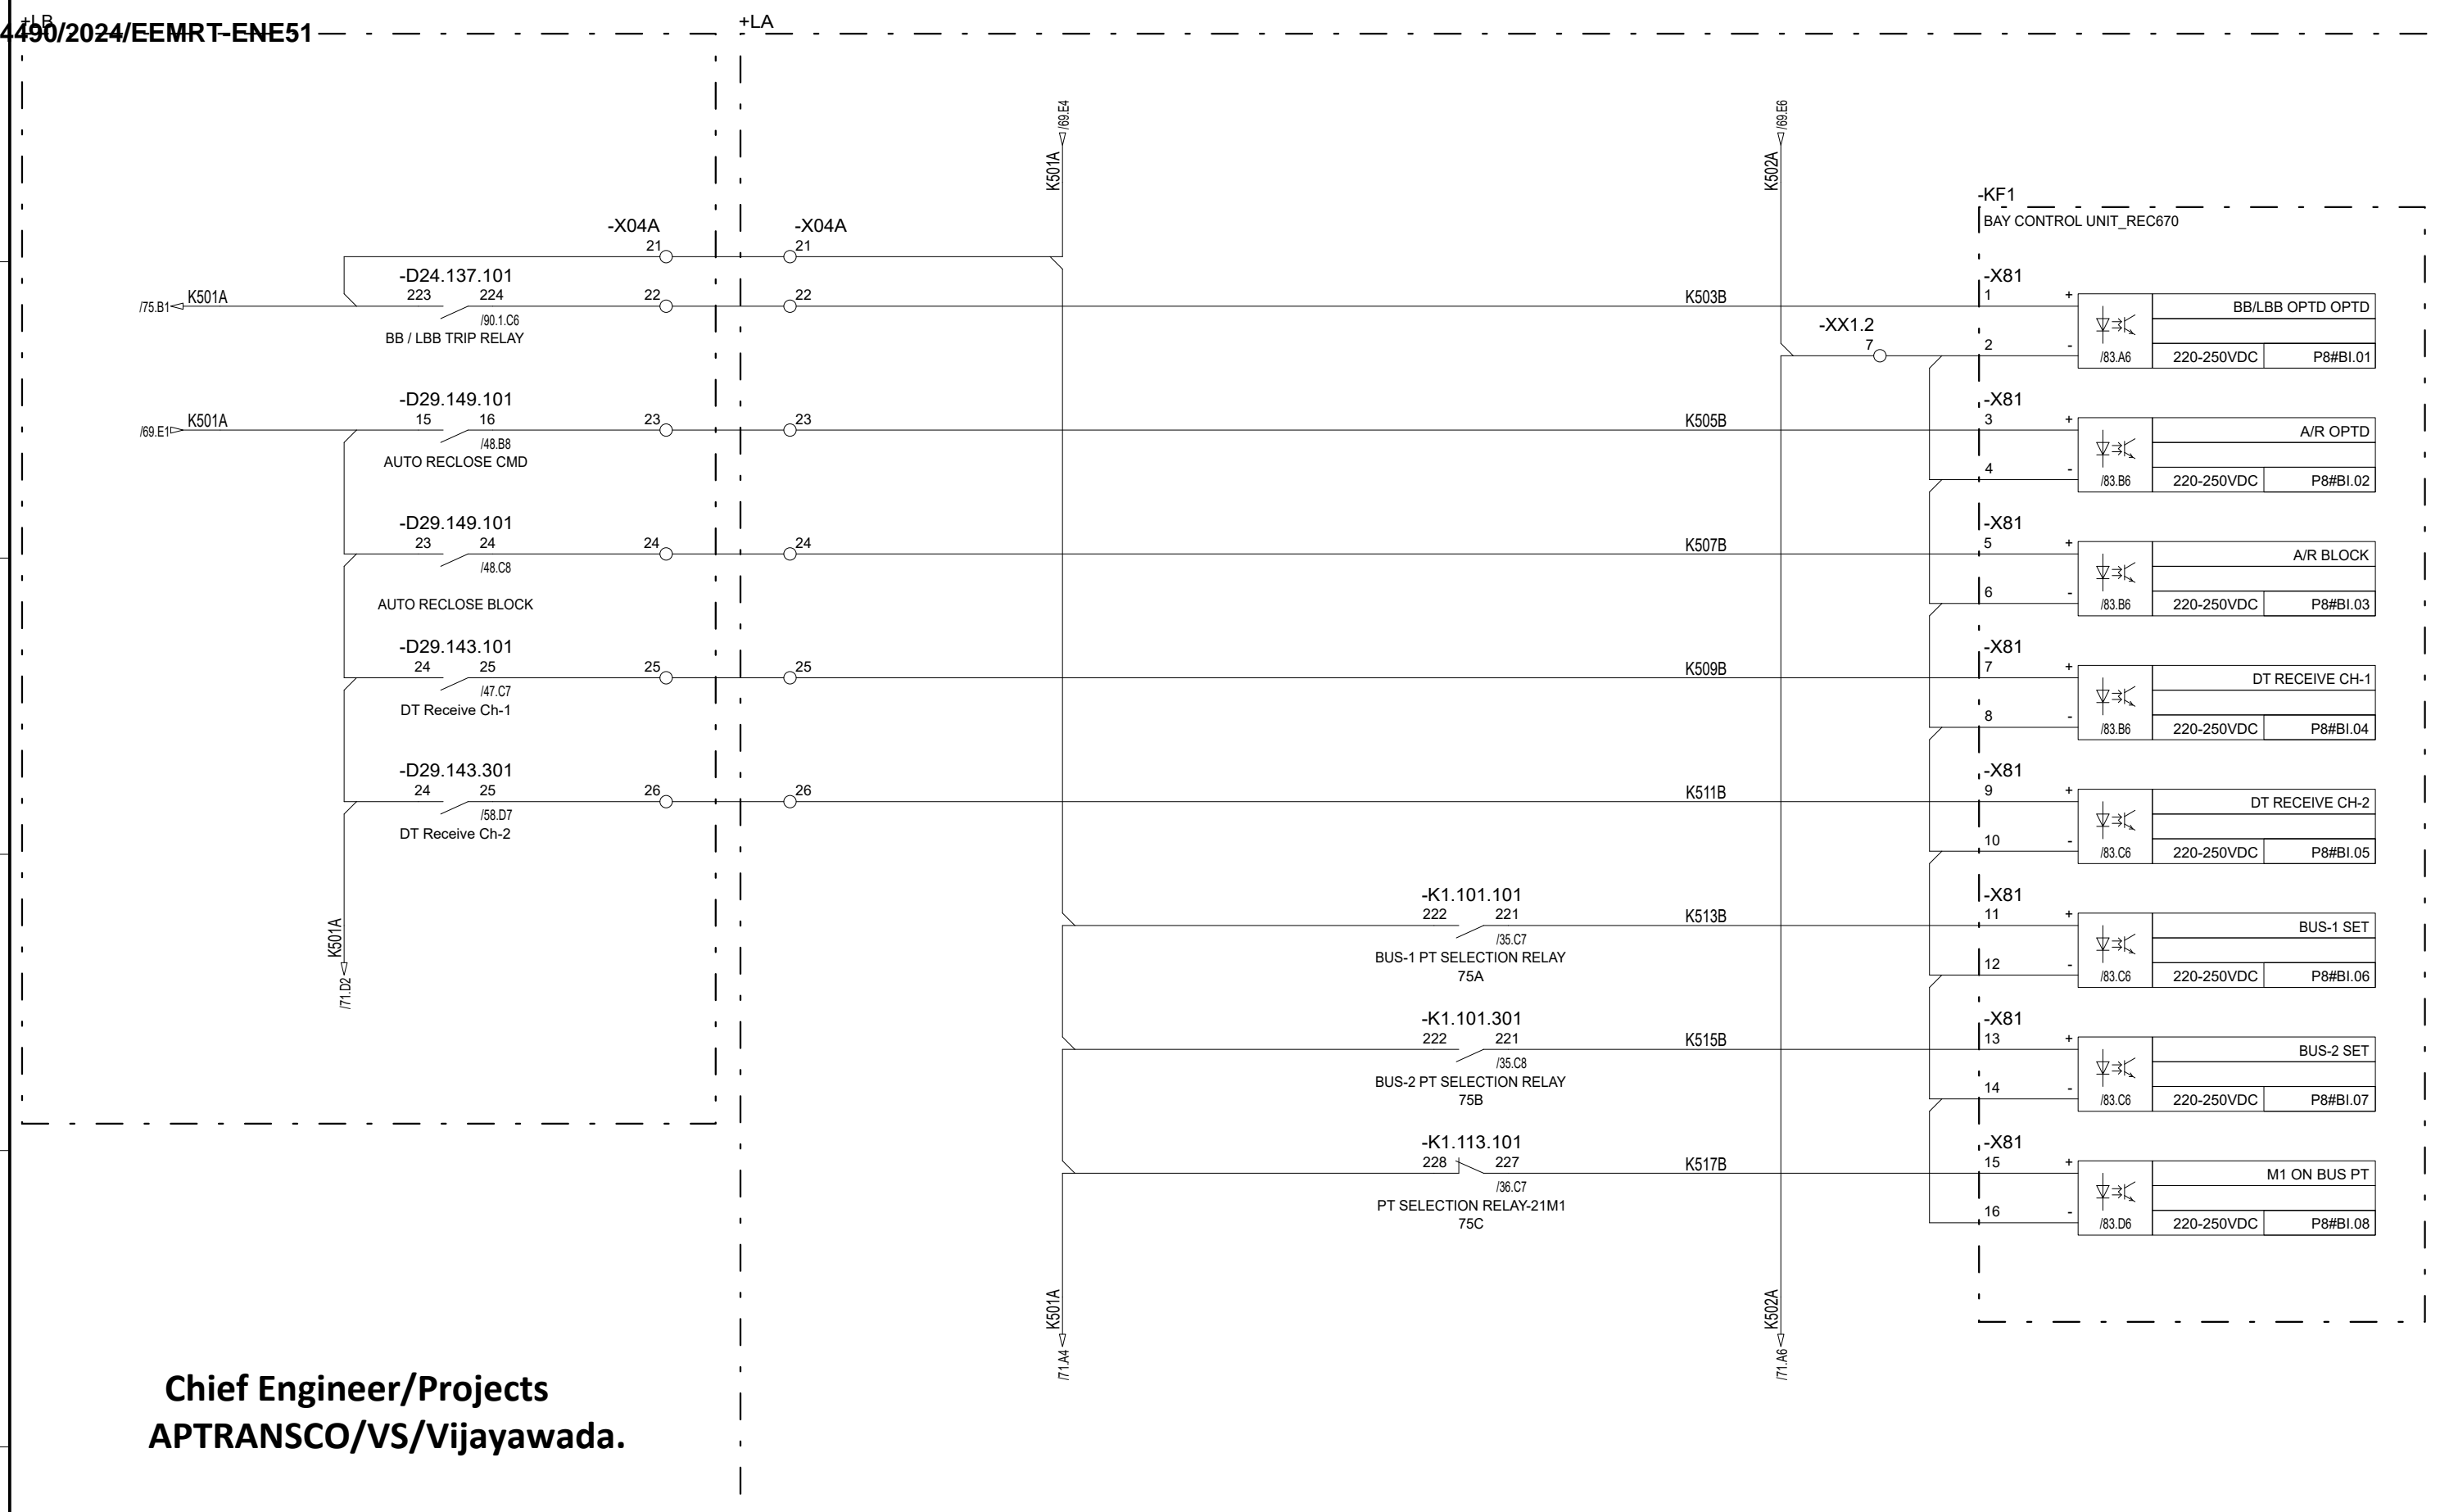 +LB
4490/2024/EEMRT-ENE51
+LA
/69.E4
K501A
/69.E6
K502A
-KF1
BAY CONTROL UNIT_REC670
-X04A
21
-X04A
21
-D24.137.101
223 224
/90.1.C6
BB / LBB TRIP RELAY
/75.B1 K501A
22 22
K503B
-X81
1 +
2 -
-XX1.2
7
BB/LBB OPTD OPTD
/83.A6 220-250VDC P8#BI.01
/69.E1 K501A
-D29.149.101
15 16
/48.B8
AUTO RECLOSE CMD
23 23
K505B
-X81
3 +
4 -
A/R OPTD
/83.B6 220-250VDC P8#BI.02
-D29.149.101
23 24
/48.C8
AUTO RECLOSE BLOCK
24 24
K507B
-X81
5 +
6 -
A/R BLOCK
/83.B6 220-250VDC P8#BI.03
-D29.143.101
24 25
/47.C7
DT Receive Ch-1
25 25
K509B
-X81
7 +
8 -
DT RECEIVE CH-1
/83.B6 220-250VDC P8#BI.04
-D29.143.301
24 25
/58.D7
DT Receive Ch-2
26 26
K511B
-X81
9 +
10 -
DT RECEIVE CH-2
/83.C6 220-250VDC P8#BI.05
K501A
/71.D2
-K1.101.101
222 221
/35.C7
BUS-1 PT SELECTION RELAY
75A
K513B
-X81
11 +
12 -
BUS-1 SET
/83.C6 220-250VDC P8#BI.06
-K1.101.301
222 221
/35.C8
BUS-2 PT SELECTION RELAY
75B
K515B
-X81
13 +
14 -
BUS-2 SET
/83.C6 220-250VDC P8#BI.07
-K1.113.101
228 227
/36.C7
PT SELECTION RELAY-21M1
75C
K517B
-X81
15 +
16 -
M1 ON BUS PT
/83.D6 220-250VDC P8#BI.08
K501A
/71.A4
K502A
/71.A6
Chief Engineer/Projects
APTRANSCO/VS/Vijayawada.